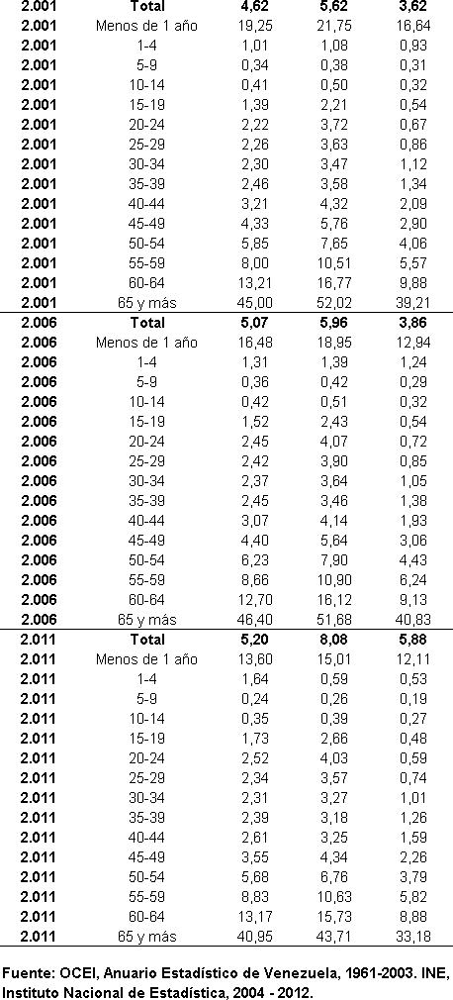 2.001 Total 4,62 5,62 3,62
2.001 Menos de 1 año 19,25 21,75 16,64
2.001 1-4 1,01 1,08 0,93
2.001 5-9 0,34 0,38 0,31
2.001 10-14 0,41 0,50 0,32
2.001 15-19 1,39 2,21 0,54
2.001 20-24 2,22 3,72 0,67
2.001 25-29 2,26 3,63 0,86
2.001 30-34 2,30 3,47 1,12
2.001 35-39 2,46 3,58 1,34
2.001 40-44 3,21 4,32 2,09
2.001 45-49 4,33 5,76 2,90
2.001 50-54 5,85 7,65 4,06
2.001 55-59 8,00 10,51 5,57
2.001 60-64 13,21 16,77 9,88
2.001 65 y más 45,00 52,02 39,21
2.006 Total 5,07 5,96 3,86
2.006 Menos de 1 año 16,48 18,95 12,94
2.006 1-4 1,31 1,39 1,24
2.006 5-9 0,36 0,42 0,29
2.006 10-14 0,42 0,51 0,32
2.006 15-19 1,52 2,43 0,54
2.006 20-24 2,45 4,07 0,72
2.006 25-29 2,42 3,90 0,85
2.006 30-34 2,37 3,64 1,05
2.006 35-39 2,45 3,46 1,38
2.006 40-44 3,07 4,14 1,93
2.006 45-49 4,40 5,64 3,06
2.006 50-54 6,23 7,90 4,43
2.006 55-59 8,66 10,90 6,24
2.006 60-64 12,70 16,12 9,13
2.006 65 y más 46,40 51,68 40,83
2.011 Total 5,20 8,08 5,88
2.011 Menos de 1 año 13,60 15,01 12,11
2.011 1-4 1,64 0,59 0,53
2.011 5-9 0,24 0,26 0,19
2.011 10-14 0,35 0,39 0,27
2.011 15-19 1,73 2,66 0,48
2.011 20-24 2,52 4,03 0,59
2.011 25-29 2,34 3,57 0,74
2.011 30-34 2,31 3,27 1,01
2.011 35-39 2,39 3,18 1,26
2.011 40-44 2,61 3,25 1,59
2.011 45-49 3,55 4,34 2,26
2.011 50-54 5,68 6,76 3,79
2.011 55-59 8,83 10,63 5,82
2.011 60-64 13,17 15,73 8,88
2.011 65 y más 40,95 43,71 33,18
Fuente: OCEI, Anuario Estadístico de Venezuela, 1961-2003. INE,
Instituto Nacional de Estadística, 2004 - 2012.